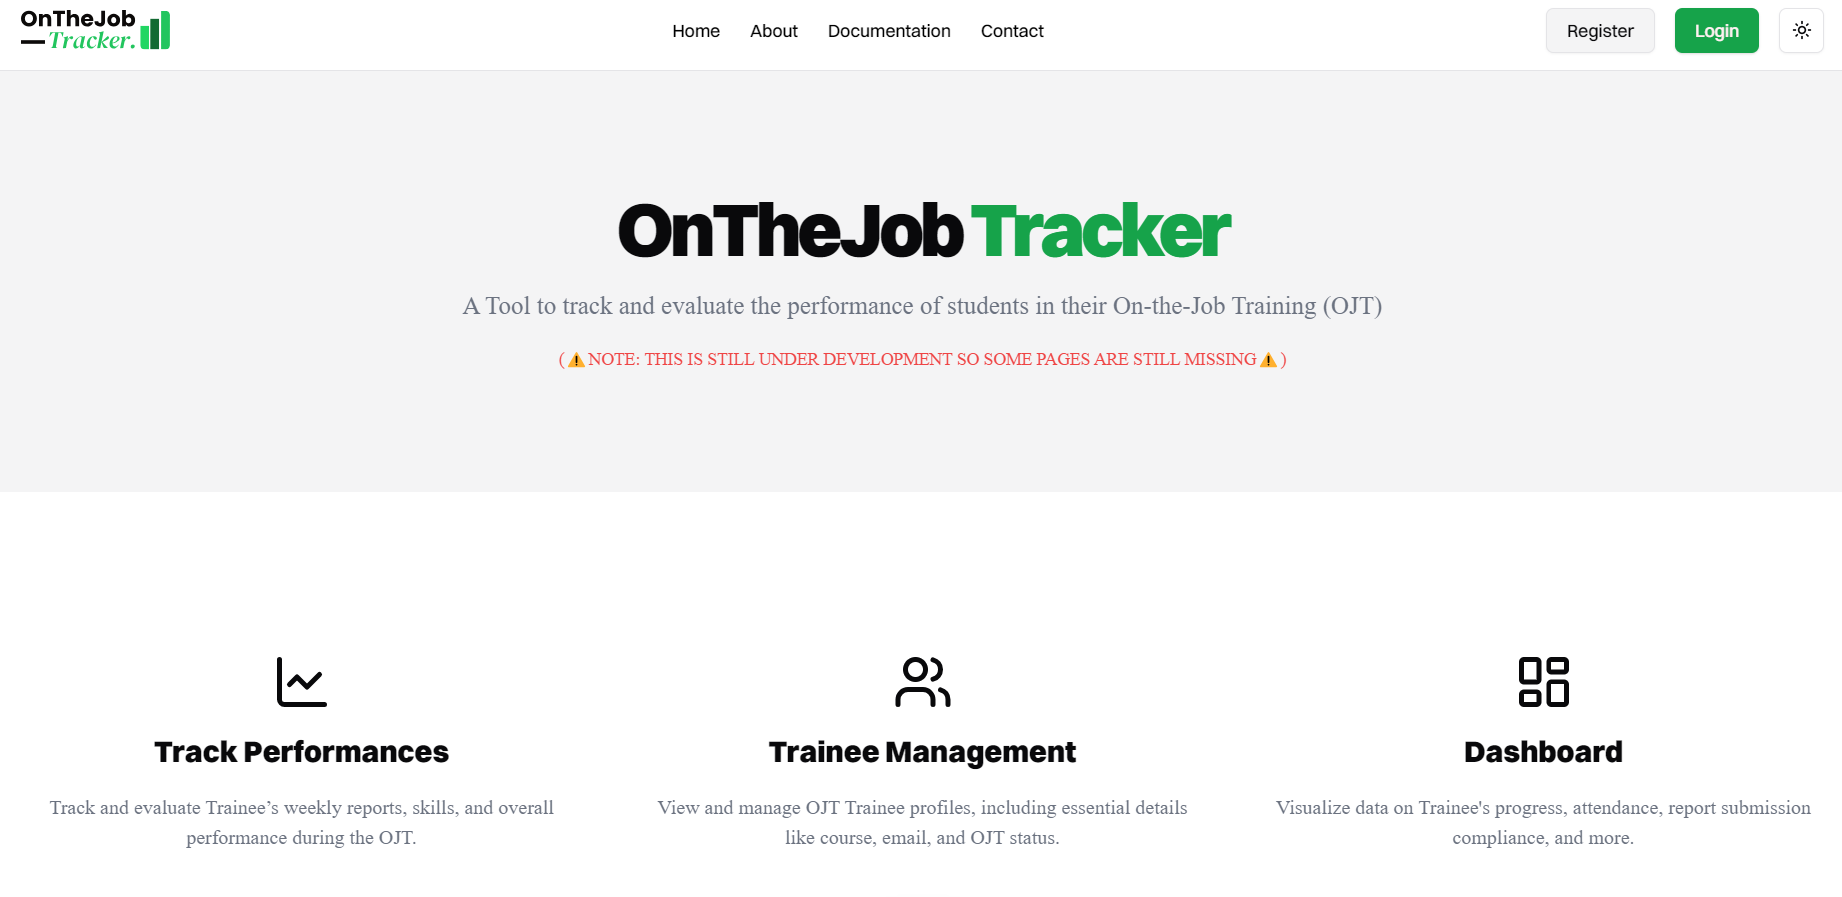 OnTheJob
Tracker.
Home
About
Documentation
Contact
Register
Login
OnTheJob Tracker
A Tool to track and evaluate the performance of students in their On-the-Job Training (OJT)
(⚠️NOTE: THIS IS STILL UNDER DEVELOPMENT SO SOME PAGES ARE STILL MISSING⚠️)
Track Performances
Track and evaluate Trainee’s weekly reports, skills, and overall
performance during the OJT.
Trainee Management
View and manage OJT Trainee profiles, including essential details
like course, email, and OJT status.
Dashboard
Visualize data on Trainee's progress, attendance, report submission
compliance, and more.